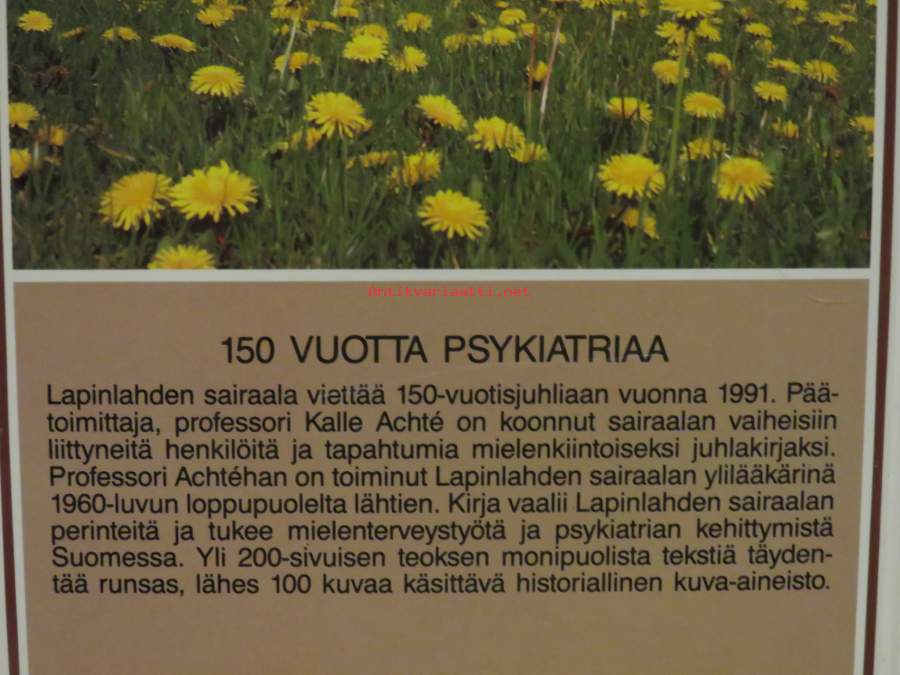 Antikvariaatti.net
150 VUOTTA PSYKIATRIAA
Lapinlahden sairaala viettää 150-vuotisjuhliaan vuonna 1991. Pää-
toimittaja, professori Kalle Achté on koonnut sairaalan vaiheisiin
liittyneitä henkilöitä ja tapahtumia mielenkiintoiseksi juhlakirjaksi.
Professori Achtéhan on toiminut Lapinlahden sairaalan ylilääkärinä
1960-luvun loppupuolelta lähtien. Kirja vaalii Lapinlahden sairaalan
perinteitä ja tukee mielenterveystyötä ja psykiatrian kehittymistä
Suomessa. Yli 200-sivuisen teoksen monipuolista tekstiä täyden-
tää runsas, lähes 100 kuvaa käsittävä historiallinen kuva-aineisto.